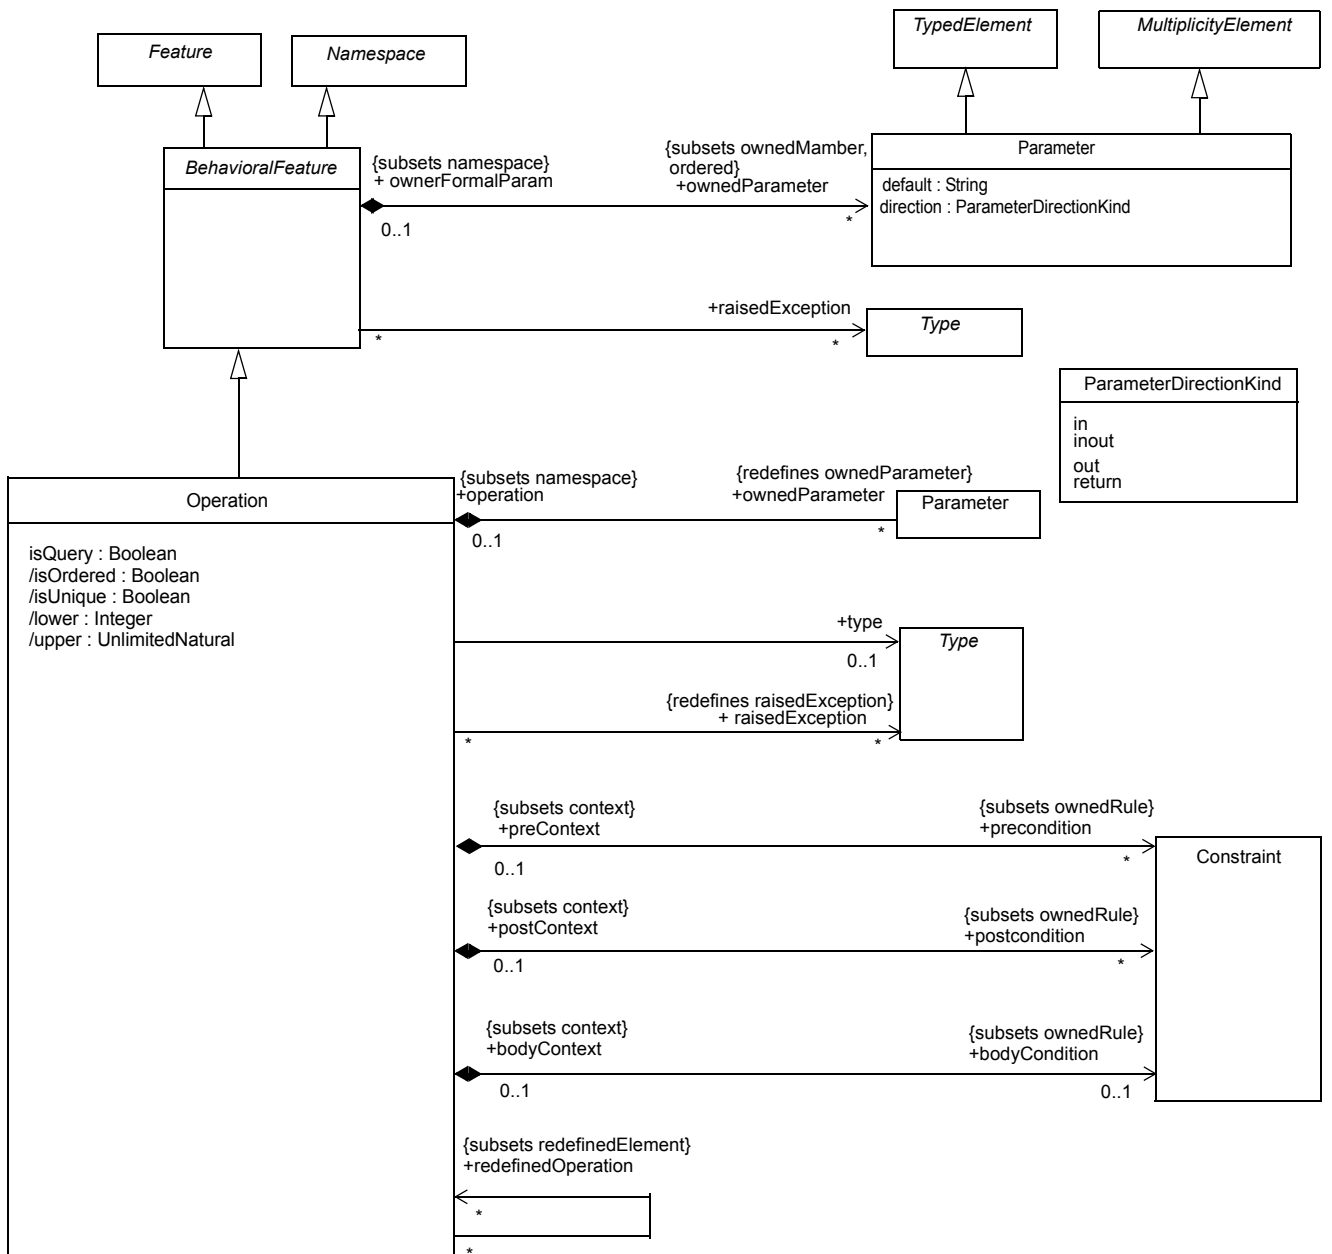 TypedElement
MultiplicityElement
Feature
Namespace
BehavioralFeature
{subsets namespace}
+ ownerFormalParam
0..1
{subsets ownedMamber,
ordered}
+ownedParameter
*
Parameter
default : String
direction : ParameterDirectionKind
+raisedException
*
*
Type
ParameterDirectionKind
in
inout
out
return
Operation
isQuery : Boolean
/isOrdered : Boolean
/isUnique : Boolean
/lower : Integer
/upper : UnlimitedNatural
{subsets namespace}
+operation
0..1
{redefines ownedParameter}
+ownedParameter
*
Parameter
+type
0..1
Type
{redefines raisedException}
+ raisedException
*
*
{subsets context}
+preContext
0..1
{subsets ownedRule}
+precondition
*
Constraint
{subsets context}
+postContext
0..1
{subsets ownedRule}
+postcondition
*
{subsets context}
+bodyContext
0..1
{subsets ownedRule}
+bodyCondition
0..1
{subsets redefinedElement}
+redefinedOperation
*
*